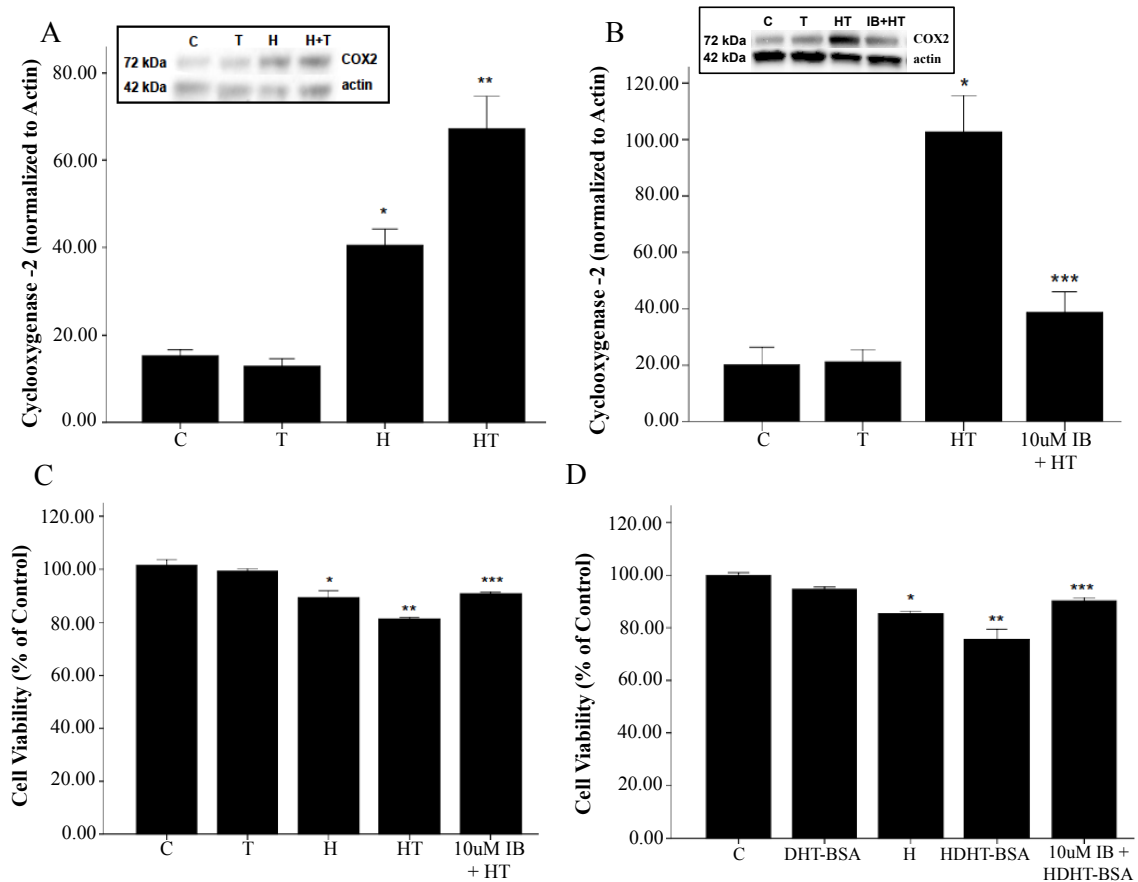 A
C T H H+T
72 kDa COX2
42 kDa actin
Cyclooxygenase -2 (normalized to Actin)
80.00
60.00
40.00
20.00
0.00
* **
C T H HT
B
C T HT IB+HT
72 kDa COX2
42 kDa actin
Cyclooxygenase -2 (normalized to Actin)
120.00
100.00
80.00
60.00
40.00
20.00
0.00
* ***
C T HT 10uM IB
+ HT
C
Cell Viability (% of Control)
120.00
100.00
80.00
60.00
40.00
20.00
0.00
* ** ***
C T H HT 10uM IB
+ HT
D
Cell Viability (% of Control)
120.00
100.00
80.00
60.00
40.00
20.00
00.00
* ** ***
C DHT-BSA H HDHT-BSA 10uM IB +
HDHT-BSA